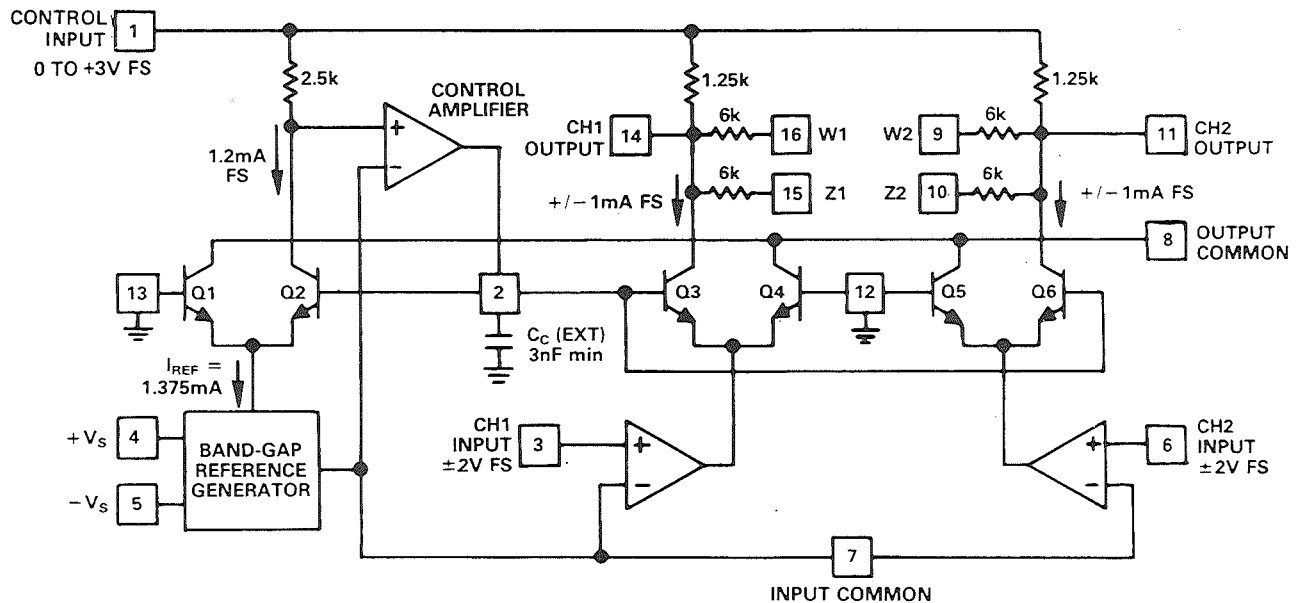 CONTROL
INPUT
1
0 TO +3V FS
2.5k
CONTROL
AMPLIFIER
+
−
1.2mA
FS
1.25k
1.25k
CH1
OUTPUT
14
6k
16
W1
W2
9
6k
11
CH2
OUTPUT
+/−1mA FS
6k
15
Z1
Z2
10
6k
+/−1mA FS
8
OUTPUT
COMMON
13
Q1
Q2
2
Q3
Q4
12
Q5
Q6
CC (EXT)
3nF min
IREF =
1.375mA
+VS
4
−VS
5
BAND-GAP
REFERENCE
GENERATOR
CH1
INPUT
±2V FS
3
+
−
+
−
6
CH2
INPUT
±2V FS
7
INPUT COMMON